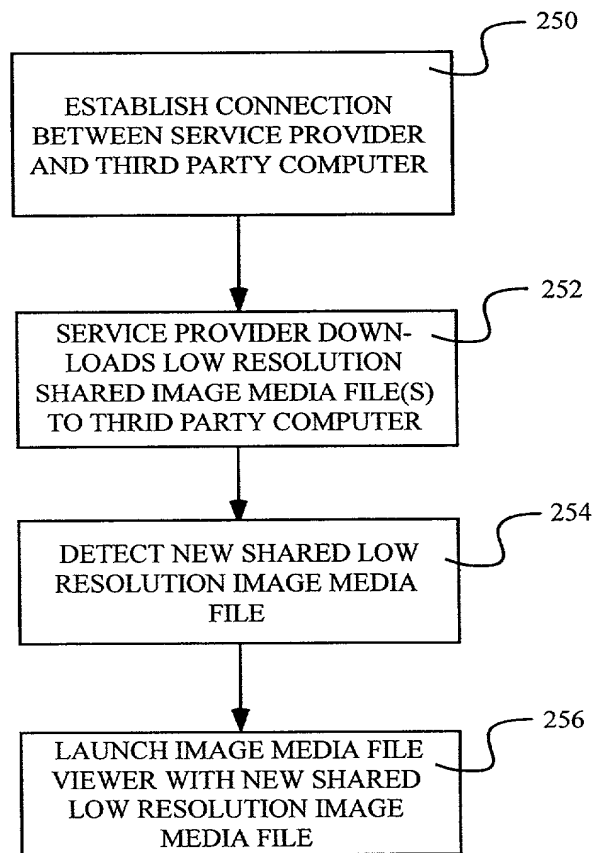 250
ESTABLISH CONNECTION
BETWEEN SERVICE PROVIDER
AND THIRD PARTY COMPUTER
252
SERVICE PROVIDER DOWN-
LOADS LOW RESOLUTION
SHARED IMAGE MEDIA FILE(S)
TO THRID PARTY COMPUTER
254
DETECT NEW SHARED LOW
RESOLUTION IMAGE MEDIA
FILE
256
LAUNCH IMAGE MEDIA FILE
VIEWER WITH NEW SHARED
LOW RESOLUTION IMAGE
MEDIA FILE